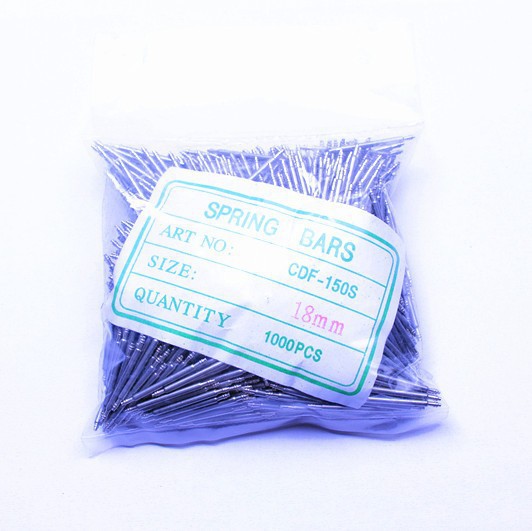 SPRING BARS
ART NO: CDF-150S
SIZE: 18mm
QUANTITY 1000PCS